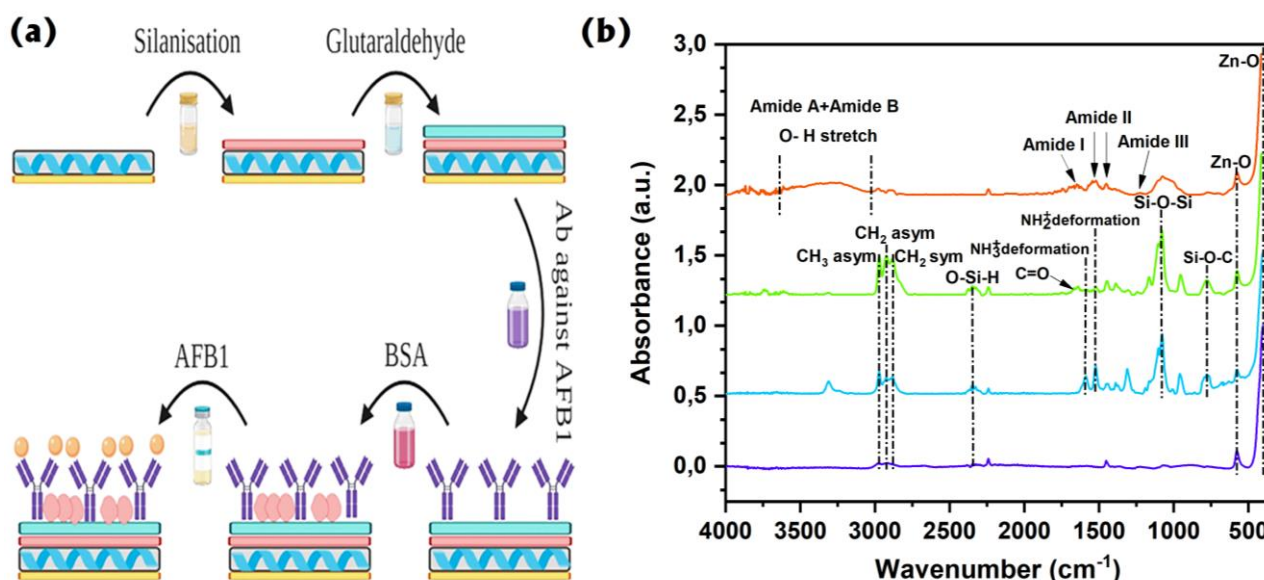 (a)
Silanisation
Glutaraldehyde
Ab against AFB1
BSA
AFB1
(b)
Absorbance (a.u.)
3,0
2,5
2,0
1,5
1,0
0,5
0,0
Zn-O
Amide A+Amide B
O- H stretch
Amide I
Amide II
Amide III
Zn-O
Si-O-Si
NH₂⁺deformation
NH₃⁺deformation
CH₂ asym
CH₃ asym
CH₂ sym
O-Si-H
C=O
Si-O-C
4000 3500 3000 2500 2000 1500 1000 500
Wavenumber (cm⁻¹)